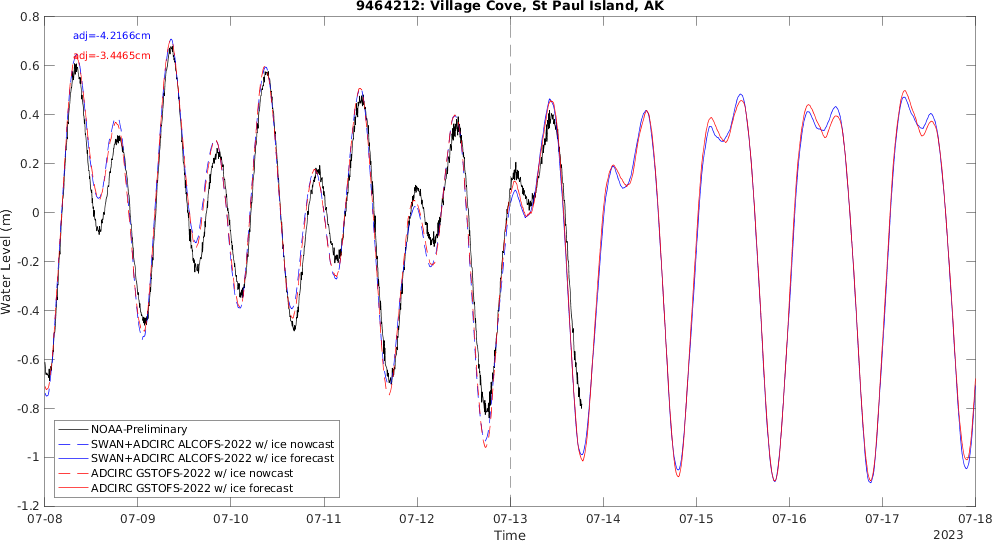 9464212: Village Cove, St Paul Island, AK
adj=-4.2166cm
adj=-3.4465cm
Water Level (m)
0.8
0.6
0.4
0.2
0
-0.2
-0.4
-0.6
-0.8
-1
-1.2
NOAA-Preliminary
SWAN+ADCIRC ALCOFS-2022 w/ ice nowcast
SWAN+ADCIRC ALCOFS-2022 w/ ice forecast
ADCIRC GSTOFS-2022 w/ ice nowcast
ADCIRC GSTOFS-2022 w/ ice forecast
07-08 07-09 07-10 07-11 07-12 07-13 07-14 07-15 07-16 07-17 07-18
Time
2023